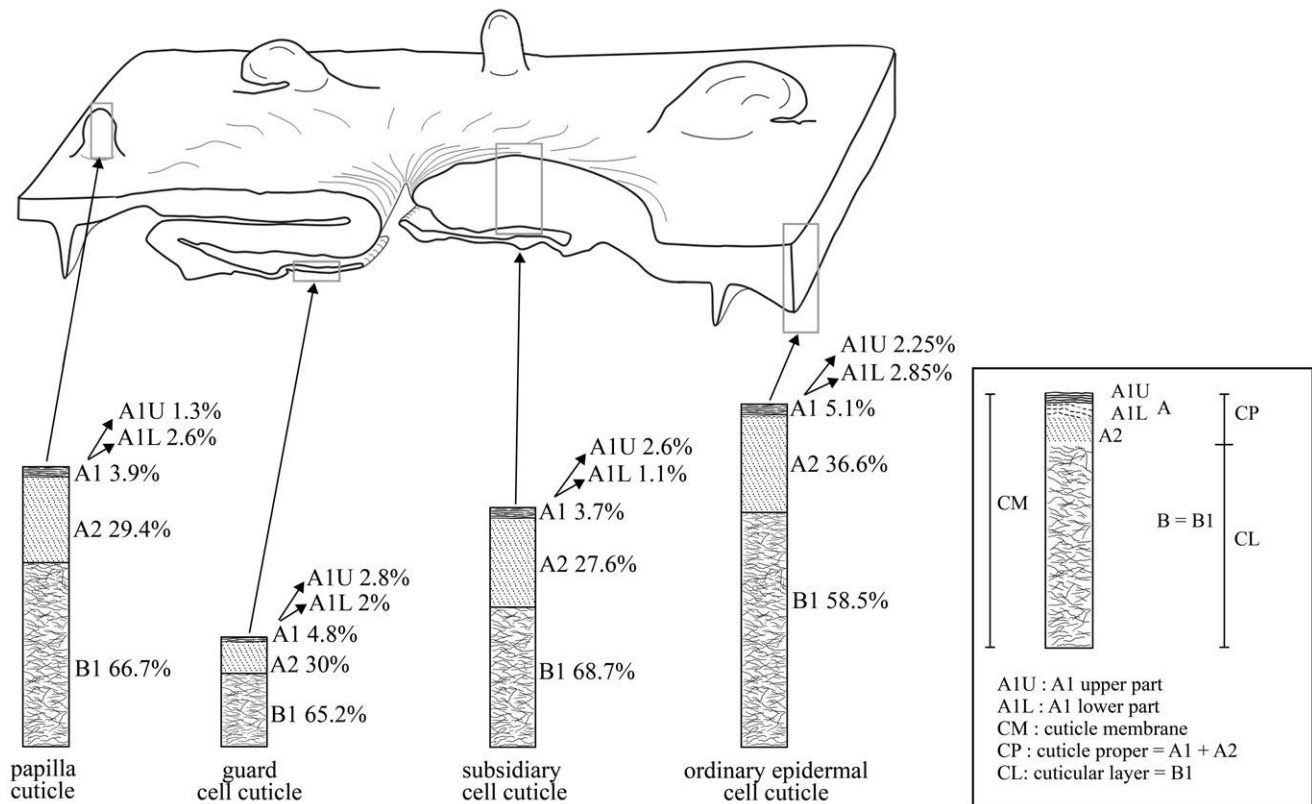 A1U 1.3%
A1L 2.6%
A1 3.9%
A2 29.4%
B1 66.7%
papilla
cuticle
A1U 2.8%
A1L 2%
A1 4.8%
A2 30%
B1 65.2%
guard
cell cuticle
A1U 2.6%
A1L 1.1%
A1 3.7%
A2 27.6%
B1 68.7%
subsidiary
cell cuticle
A1U 2.25%
A1L 2.85%
A1 5.1%
A2 36.6%
B1 58.5%
ordinary epidermal
cell cuticle
A1U
A1L A
A2
CP
CM
B = B1
CL
A1U : A1 upper part
A1L : A1 lower part
CM : cuticle membrane
CP : cuticle proper = A1 + A2
CL: cuticular layer = B1